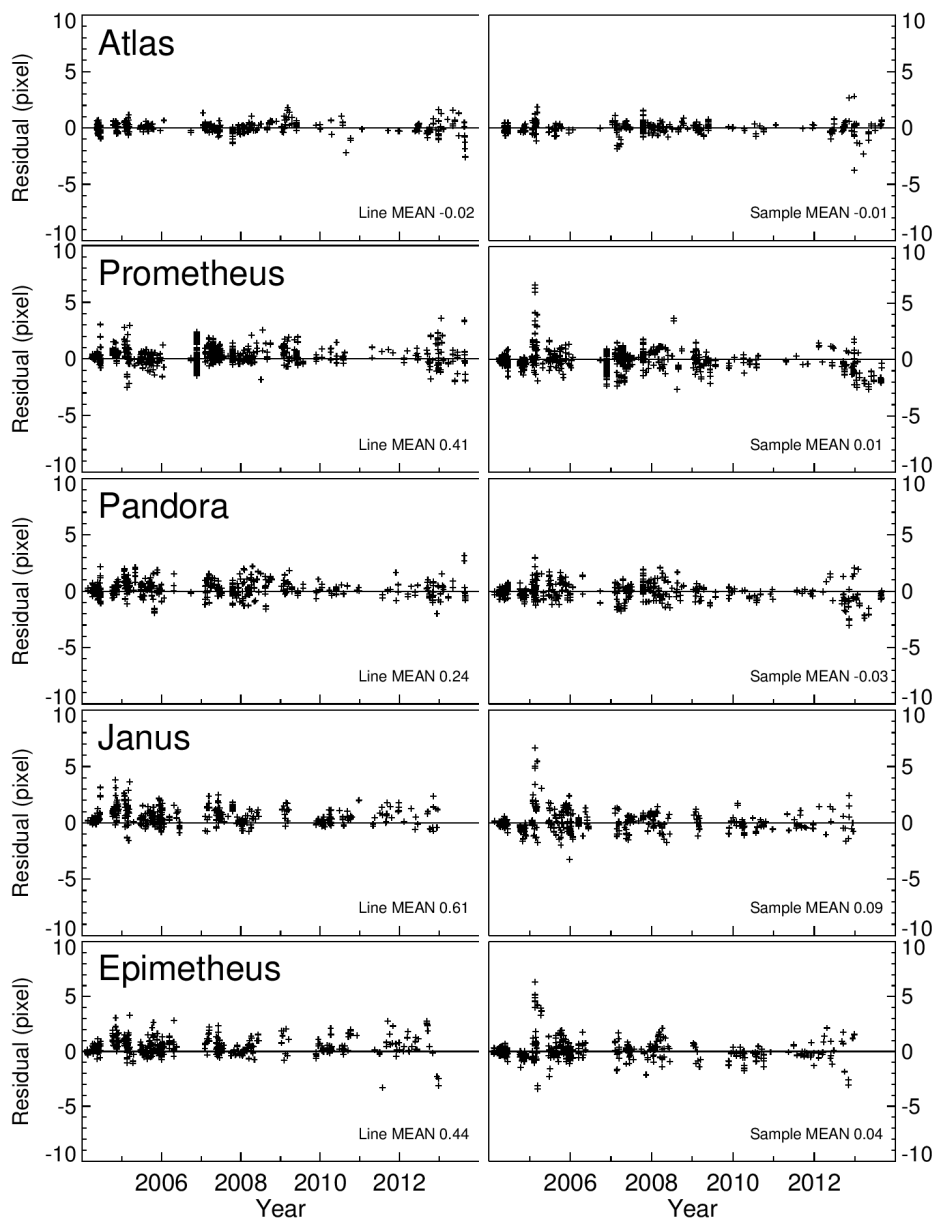 10 10
Atlas
5 5
Residual (pixel)
0 0
-5 -5
Line MEAN -0.02 Sample MEAN -0.01
-10 -10
10 10
Prometheus
5 5
Residual (pixel)
0 0
-5 -5
Line MEAN 0.41 Sample MEAN 0.01
-10 -10
10 10
Pandora
5 5
Residual (pixel)
0 0
-5 -5
Line MEAN 0.24 Sample MEAN -0.03
-10 -10
10 10
Janus
5 5
Residual (pixel)
0 0
-5 -5
Line MEAN 0.61 Sample MEAN 0.09
-10 -10
10 10
Epimetheus
5 5
Residual (pixel)
0 0
-5 -5
Line MEAN 0.44 Sample MEAN 0.04
-10 -10
2006 2008 2010 2012 2006 2008 2010 2012
Year Year